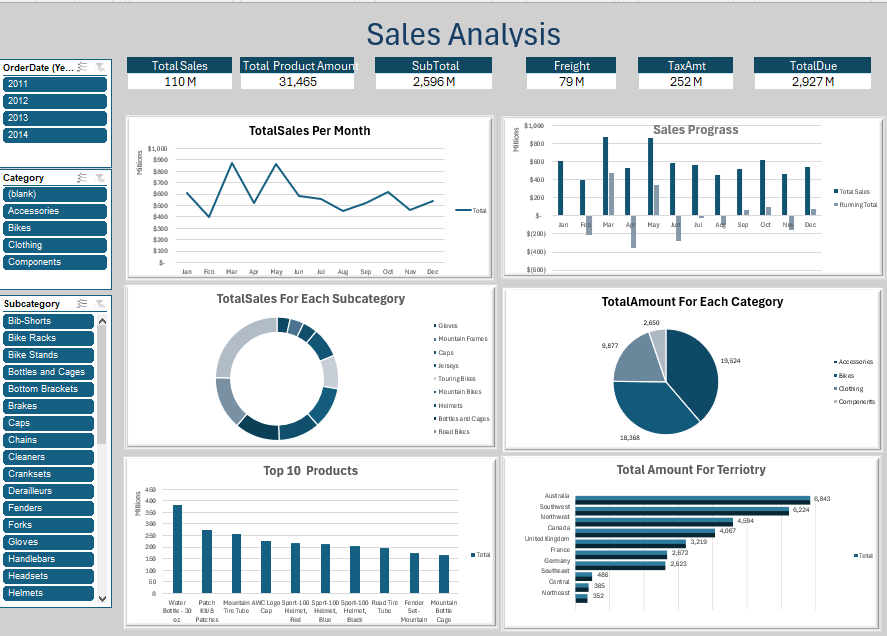 Sales Analysis
OrderDate (Ye...
2011
2012
2013
2014
Category
(blank)
Accessories
Bikes
Clothing
Components
Subcategory
Bib-Shorts
Bike Racks
Bike Stands
Bottles and Cages
Bottom Brackets
Brakes
Caps
Chains
Cleaners
Cranksets
Derailleurs
Fenders
Forks
Gloves
Handlebars
Headsets
Helmets
TotalSales
110 M
Total Product Amount
31,465
SubTotal
2,596 M
Freight
79 M
TaxAmt
252 M
TotalDue
2,927 M
TotalSales Per Month
Millions
$1,000
$900
$800
$700
$600
$500
$400
$300
$200
$100
$-
Jan Feb Mar Apr May Jun Jul Aug Sep Oct Nov Dec
Total
Sales Prograss
Millions
$1,000
$800
$600
$400
$200
$-
$(200)
$(400)
$(600)
Jan Feb Mar Apr May Jun Jul Aug Sep Oct Nov Dec
Total Sales
Running Total
TotalSales For Each Subcategory
Gloves
Mountain Frames
Caps
Jerseys
Touring Bikes
Mountain Bikes
Helmets
Bottles and Cages
Road Bikes
TotalAmount For Each Category
2,650
9,877
19,524
18,368
Accessories
Bikes
Clothing
Components
Top 10 Products
Millions
450
400
350
300
250
200
150
100
50
0
Water Bottle - 30 oz.
Patch Kit/8 Patches
Mountain Tire Tube
AWC Logo Cap
Sport-100 Helmet, Red
Sport-100 Helmet, Blue
Sport-100 Helmet, Black
Road Tire Tube
Fender Set- Mountain
Mountain Bottle Cage
Total
Total Amount For Terriotry
Australia
Southwest
Northwest
Canada
United Kingdom
France
Germany
Southeast
Central
Northeast
6,843
6,224
4,594
4,067
3,219
2,672
2,623
486
385
352
Total